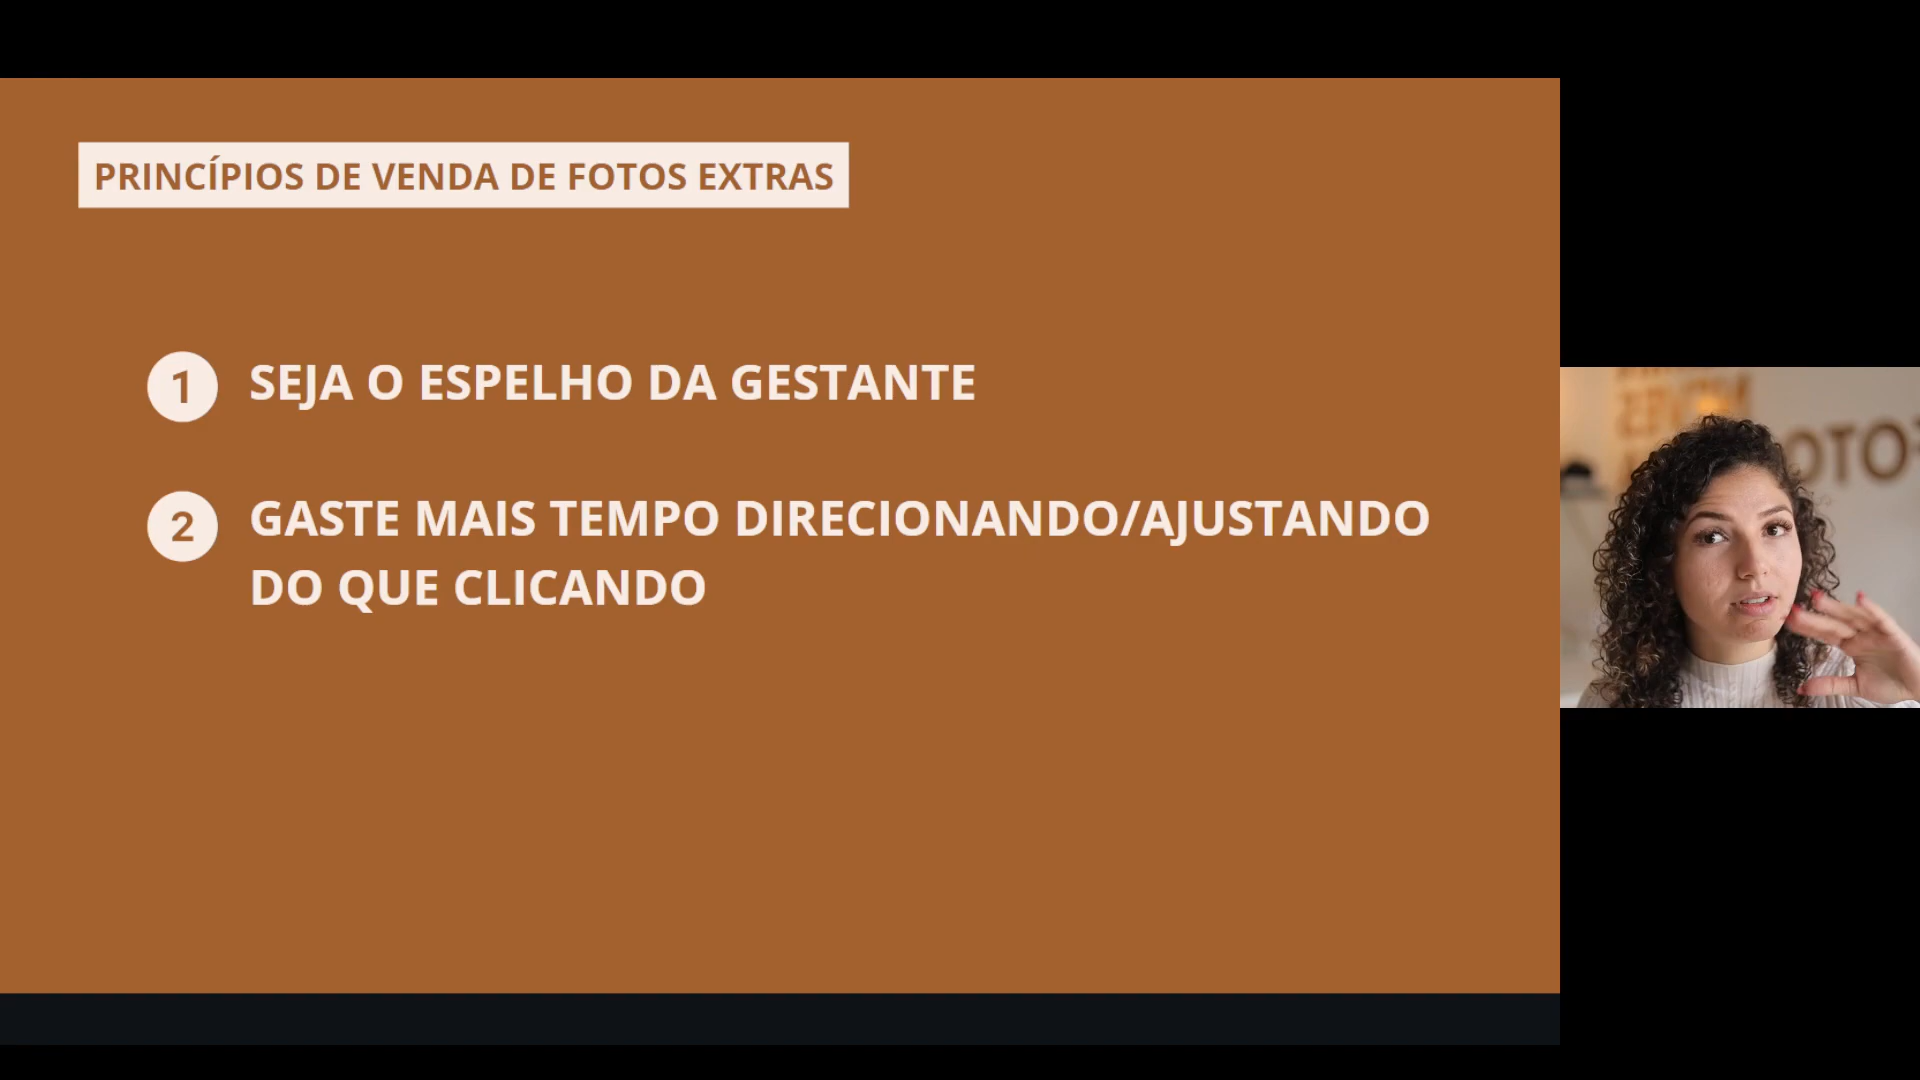 PRINCÍPIOS DE VENDA DE FOTOS EXTRAS
1 SEJA O ESPELHO DA GESTANTE
2 GASTE MAIS TEMPO DIRECIONANDO/AJUSTANDO
DO QUE CLICANDO